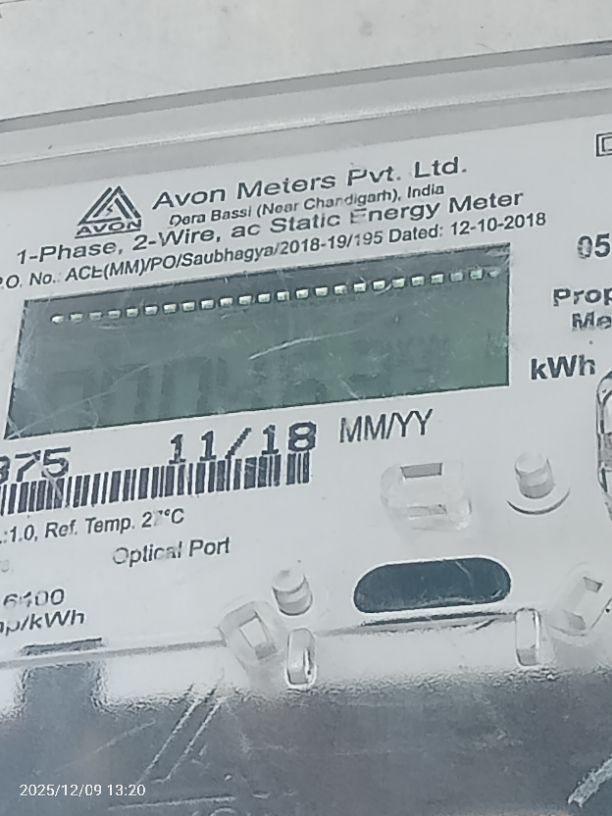 Avon Meters Pvt. Ltd.
AVON
Dera Bassi (Near Chandigarh), India
1-Phase, 2-Wire, ac Static Energy Meter
P.O. No.: ACE(MM)/PO/Saubhagya/2018-19/195 Dated: 12-10-2018
05
kWh
375 11/18 MM/YY
.:1.0, Ref. Temp. 27°C
Optical Port
6400
mp/kWh
2025/12/09 13:20